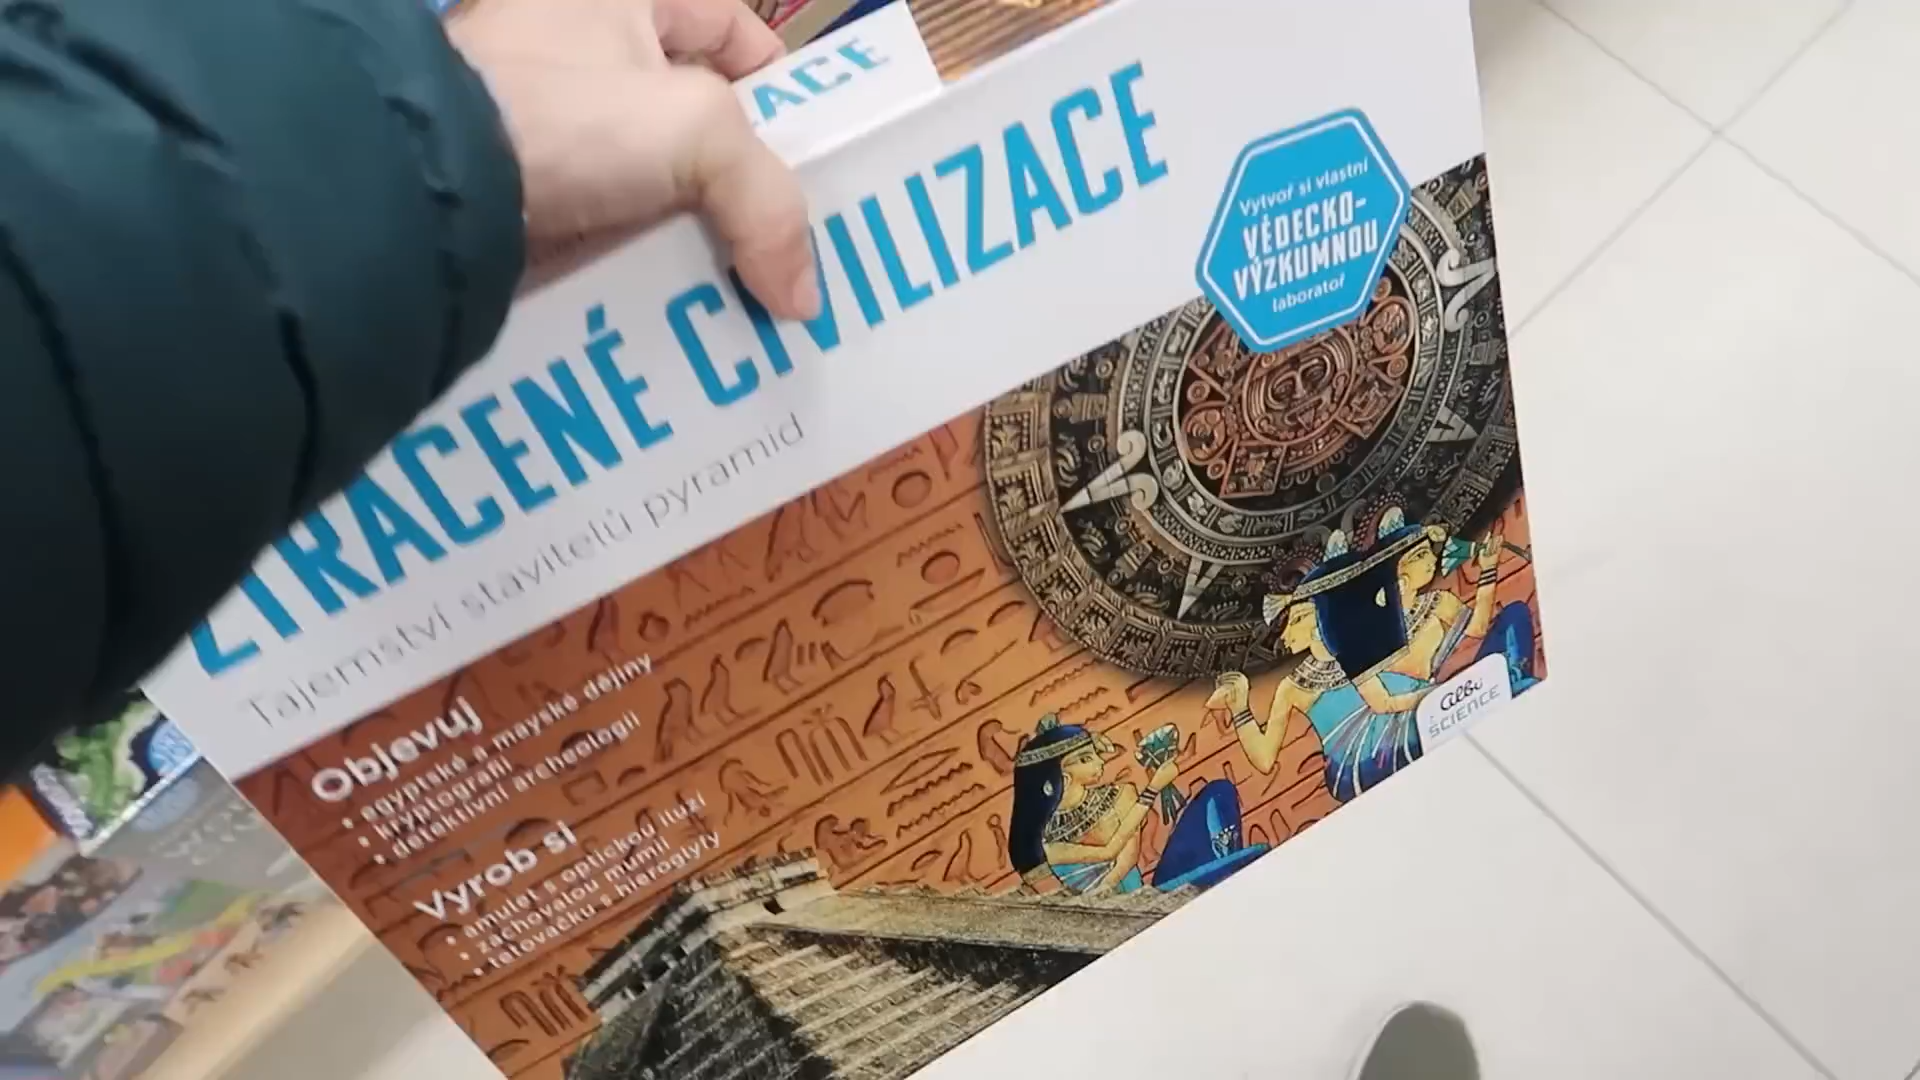 ACE
ZTRACENÉ CIVILIZACE
Tajemství stavitelů pyramid
Vytvoř si vlastní
VĚDECKO-
VÝZKUMNOU
laboratoř
Objevuj
• egyptské a mayské dějiny
• kryptografii
• detektivní archeologii
Vyrob si
• amulet s optickou iluzí
• zachovalou mumii
• tetovačku s hieroglyfy
albi
SCIENCE